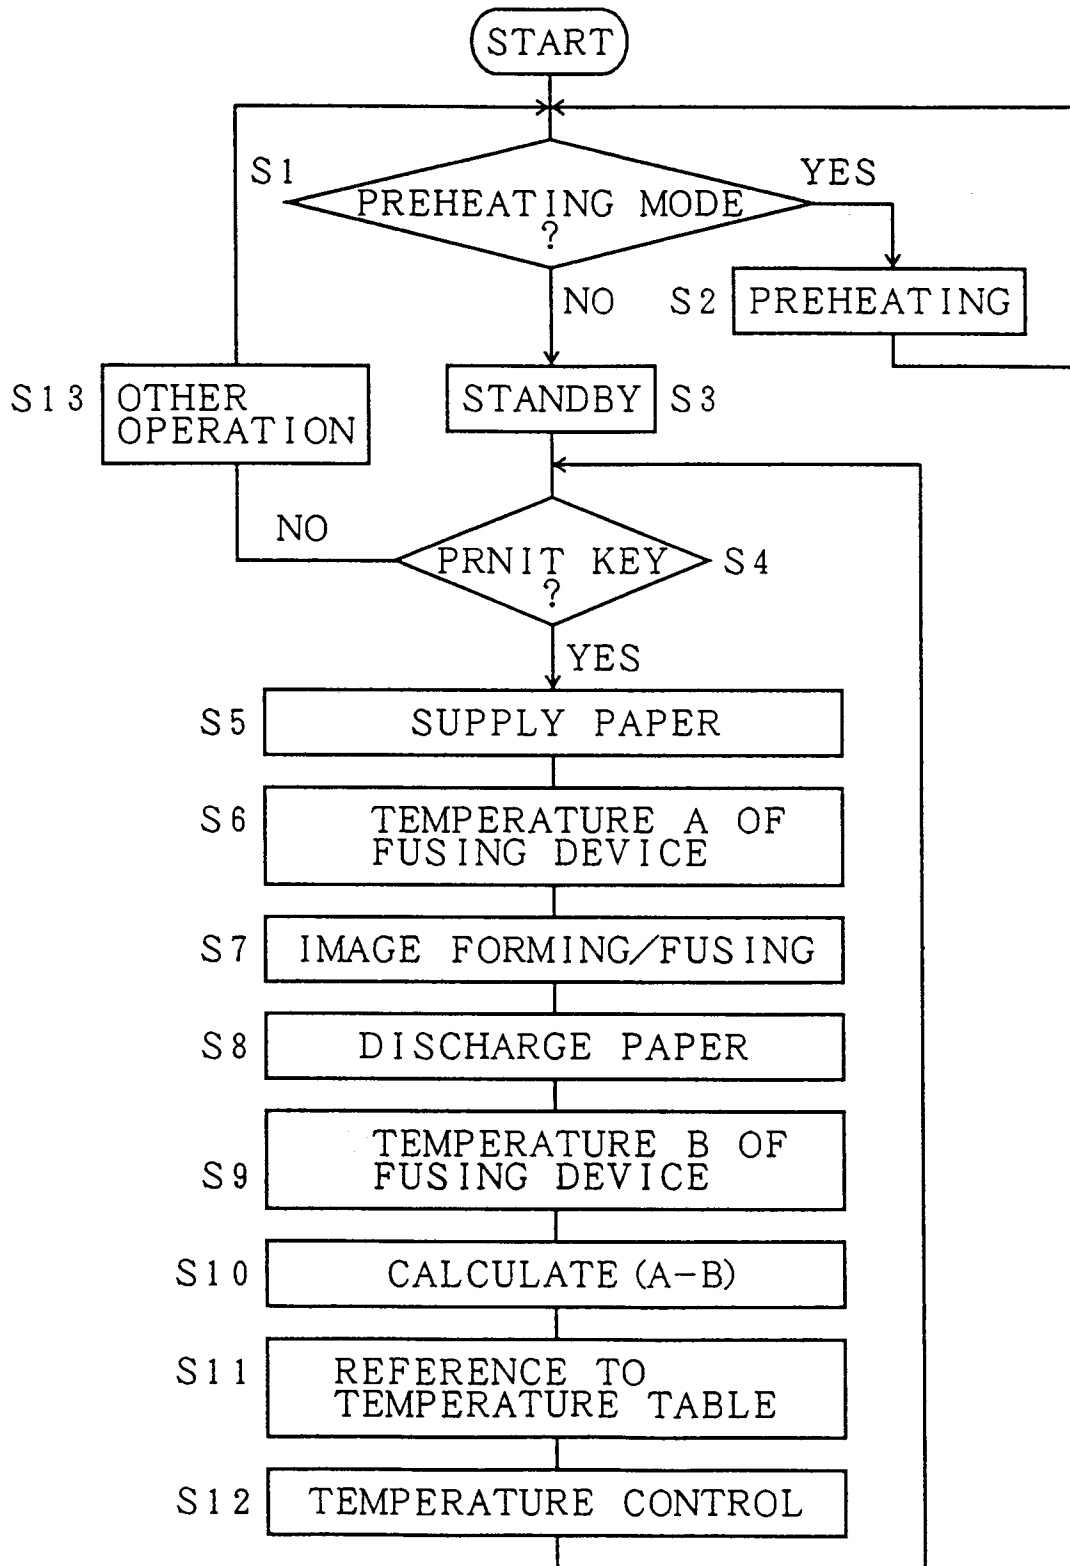 START
S1
PREHEATING MODE
?
YES
NO
S2
PREHEATING
S13
OTHER
OPERATION
STANDBY
S3
NO
PRNIT KEY
?
S4
YES
S5
SUPPLY PAPER
S6
TEMPERATURE A OF
FUSING DEVICE
S7
IMAGE FORMING/FUSING
S8
DISCHARGE PAPER
S9
TEMPERATURE B OF
FUSING DEVICE
S10
CALCULATE (A-B)
S11
REFERENCE TO
TEMPERATURE TABLE
S12
TEMPERATURE CONTROL